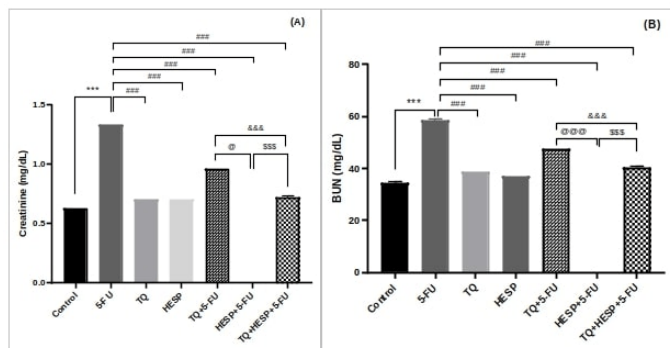 (A)
###
###
###
###
***
###
&&&
@
$$$
Creatinine (mg/dL)
1.5
1.0
0.5
0.0
Control
5-FU
TQ
HESP
TQ+5-FU
HESP+5-FU
TQ+HESP+5-FU
(B)
###
###
###
###
***
###
&&&
@@@
$$$
BUN (mg/dL)
80
60
40
20
0
Control
5-FU
TQ
HESP
TQ+5-FU
HESP+5-FU
TQ+HESP+5-FU